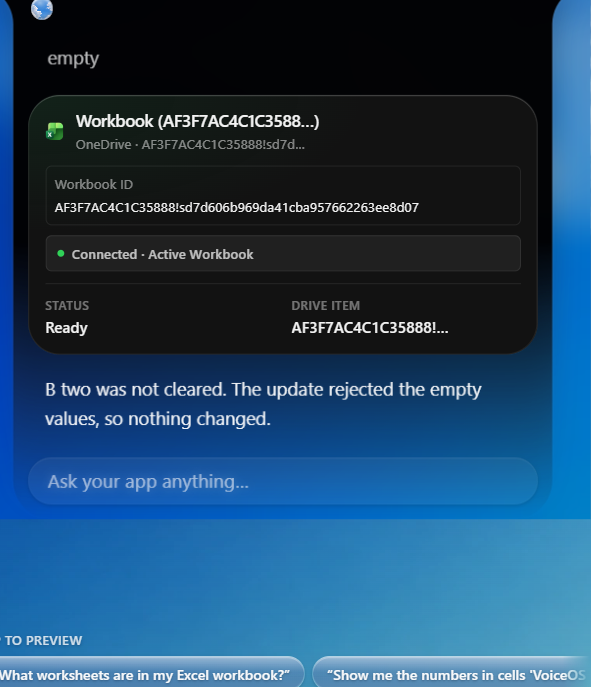 empty
Workbook (AF3F7AC4C1C3588...)
OneDrive · AF3F7AC4C1C35888!sd7d...
Workbook ID
AF3F7AC4C1C35888!sd7d606b969da41cba957662263ee8d07
Connected · Active Workbook
STATUS
Ready
DRIVE ITEM
AF3F7AC4C1C35888!...
B two was not cleared. The update rejected the empty
values, so nothing changed.
Ask your app anything...
TO PREVIEW
What worksheets are in my Excel workbook?”
“Show me the numbers in cells 'VoiceOS